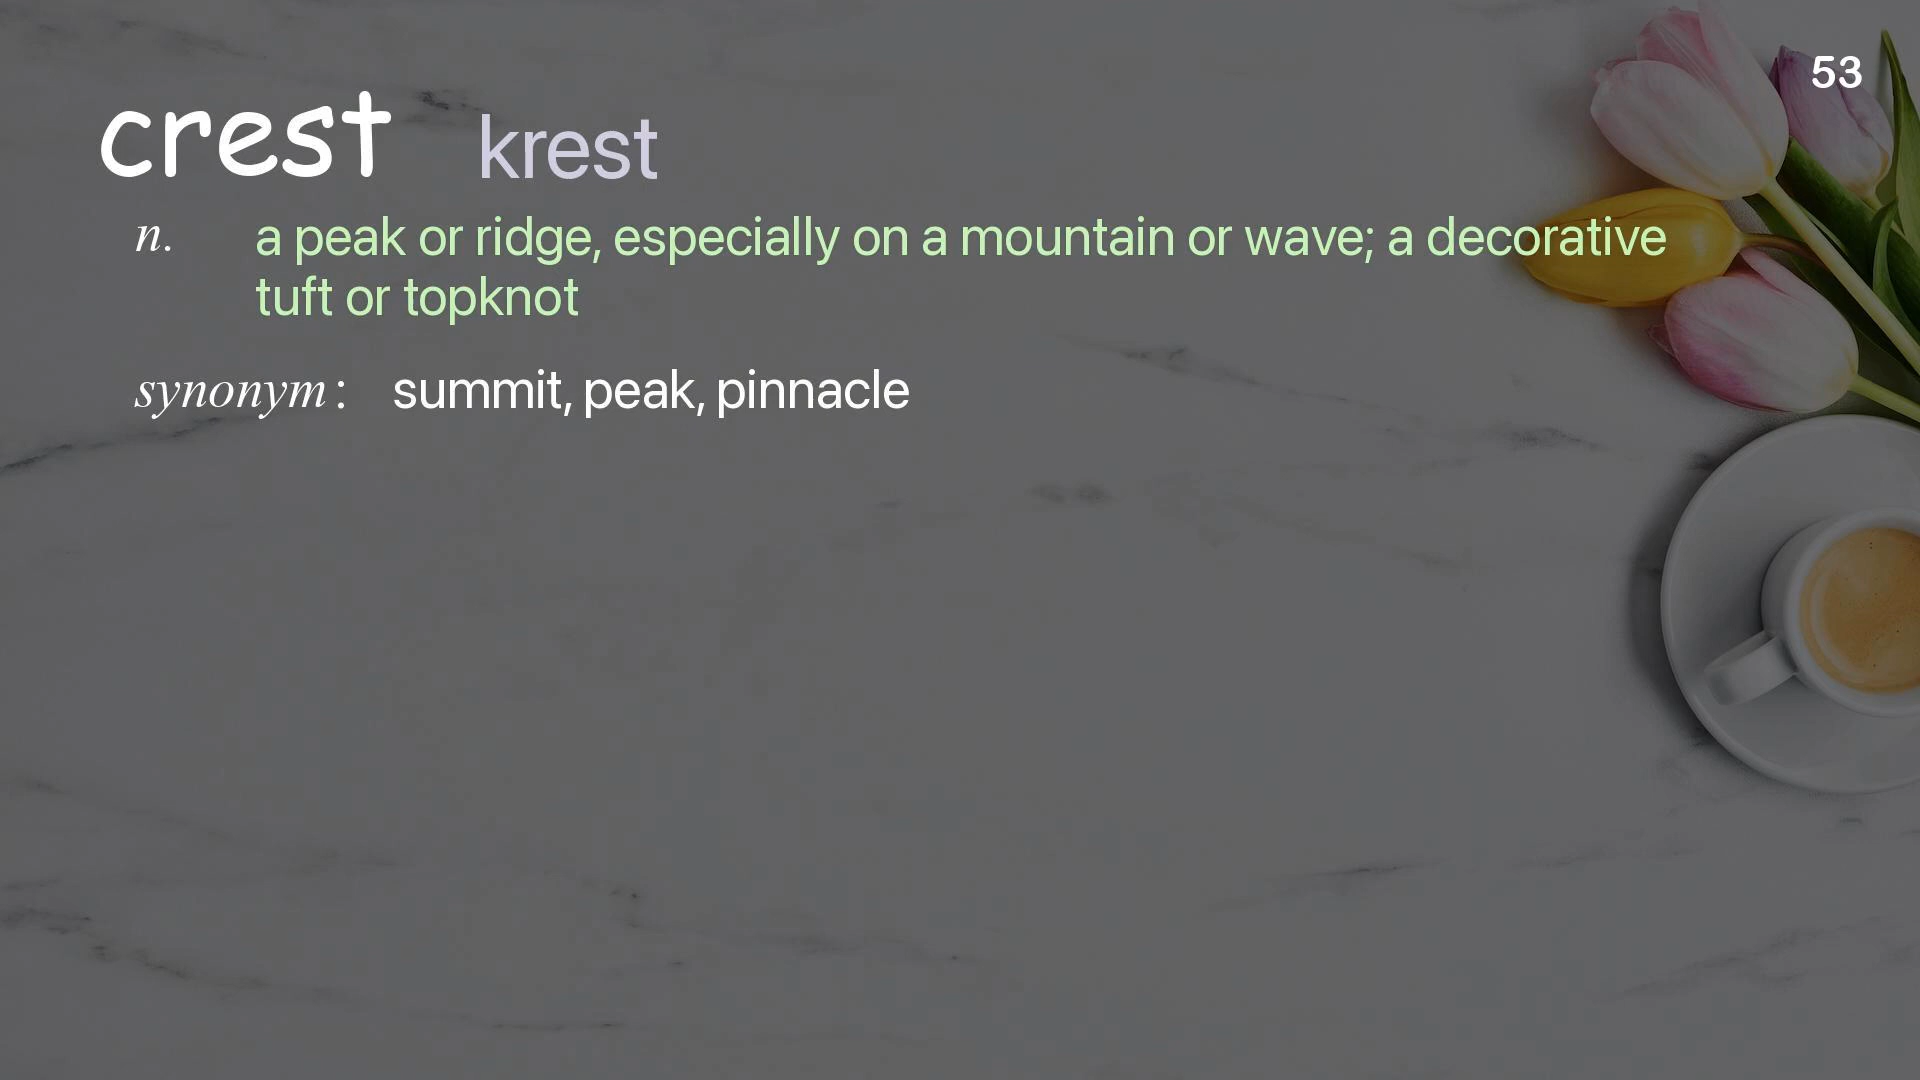 53
crest krest
n. a peak or ridge, especially on a mountain or wave; a decorative
tuft or topknot
synonym: summit, peak, pinnacle